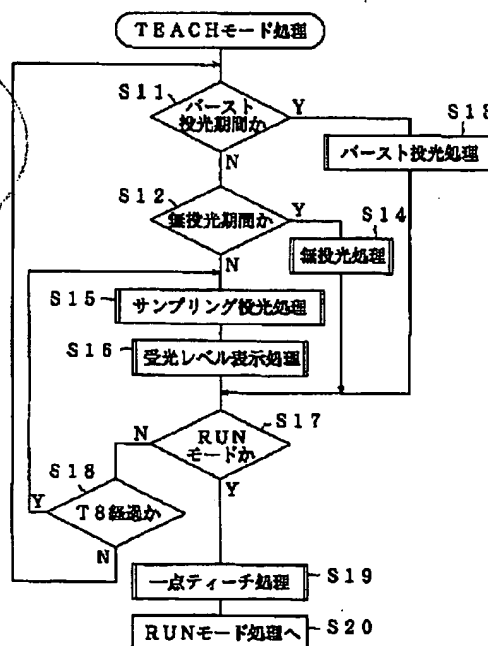 TEACHモード処理
S11
バースト
投光期間か
Y
N
S13
バースト投光処理
S12
無投光期間か
Y
N
S14
無投光処理
S15
サンプリング投光処理
S16
受光レベル表示処理
S17
RUN
モードか
N
Y
S18
T8経過か
Y
N
一点ティーチ処理
S19
RUNモード処理へ
S20